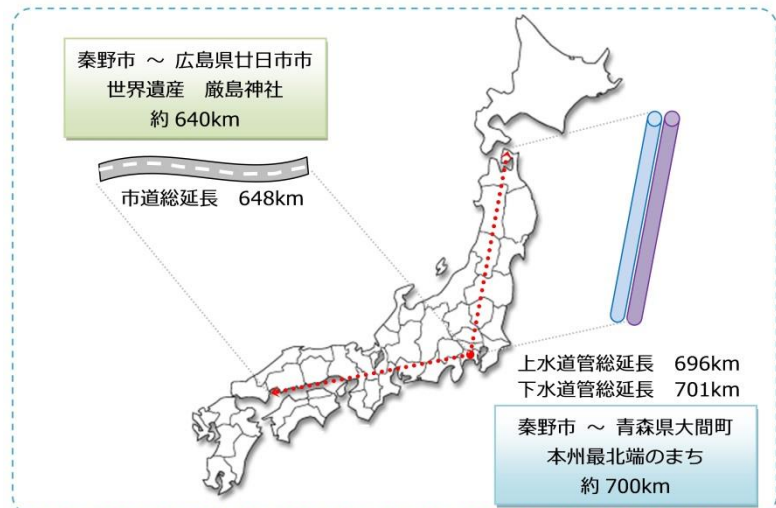 秦野市 ～ 広島県廿日市市
世界遺産 厳島神社
約 640km
市道総延長 648km
上水道管総延長 696km
下水道管総延長 701km
秦野市 ～ 青森県大間町
本州最北端のまち
約 700km